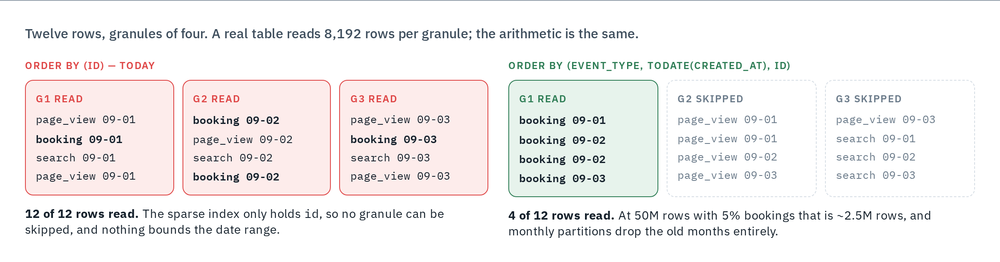 Twelve rows, granules of four. A real table reads 8,192 rows per granule; the arithmetic is the same.
ORDER BY (ID) — TODAY
G1 READ
page_view 09-01
booking 09-01
search 09-01
page_view 09-01
G2 READ
booking 09-02
page_view 09-02
search 09-02
booking 09-02
G3 READ
page_view 09-03
booking 09-03
search 09-03
page_view 09-03
12 of 12 rows read. The sparse index only holds id, so no granule can be
skipped, and nothing bounds the date range.
ORDER BY (EVENT_TYPE, TODATE(CREATED_AT), ID)
G1 READ
booking 09-01
booking 09-02
booking 09-02
booking 09-03
G2 SKIPPED
page_view 09-01
page_view 09-01
page_view 09-02
page_view 09-03
G3 SKIPPED
page_view 09-03
search 09-01
search 09-02
search 09-03
4 of 12 rows read. At 50M rows with 5% bookings that is ~2.5M rows, and
monthly partitions drop the old months entirely.